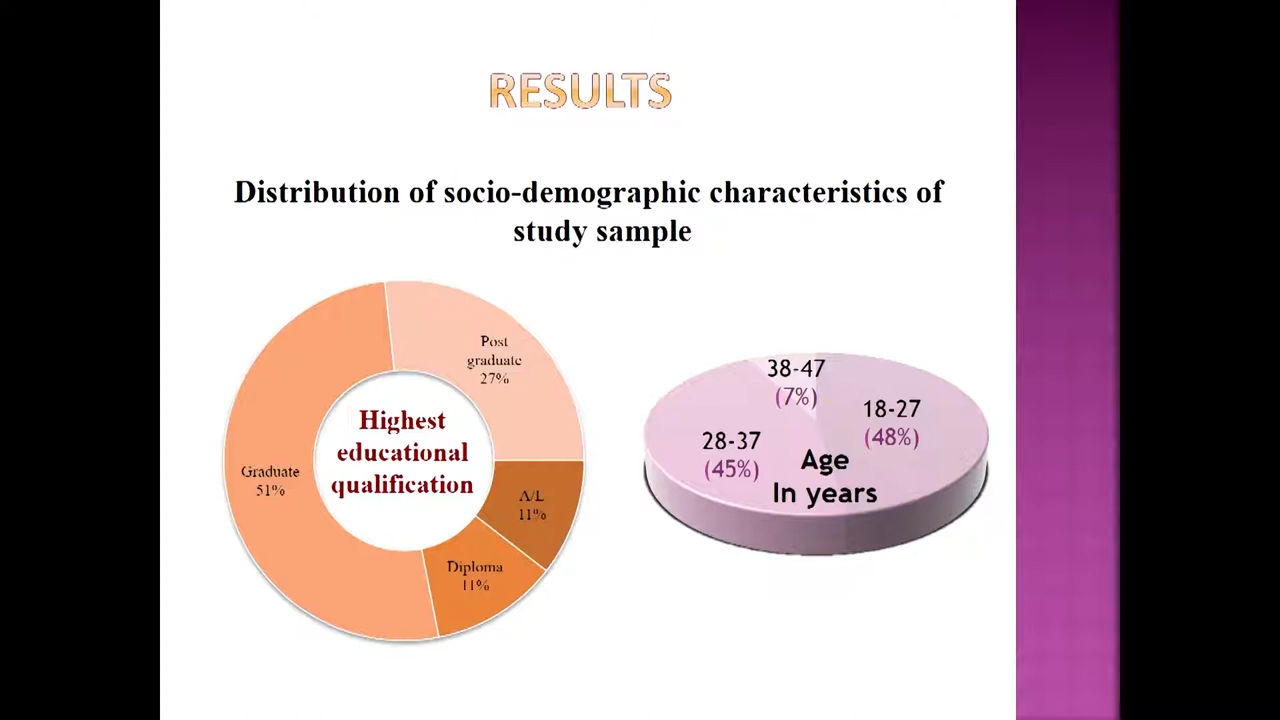 RESULTS
Distribution of socio-demographic characteristics of
study sample
Post
graduate
27%
Highest
educational
qualification
Graduate
51%
A/L
11%
Diploma
11%
38-47
(7%)
18-27
(48%)
28-37
(45%)
Age
In years